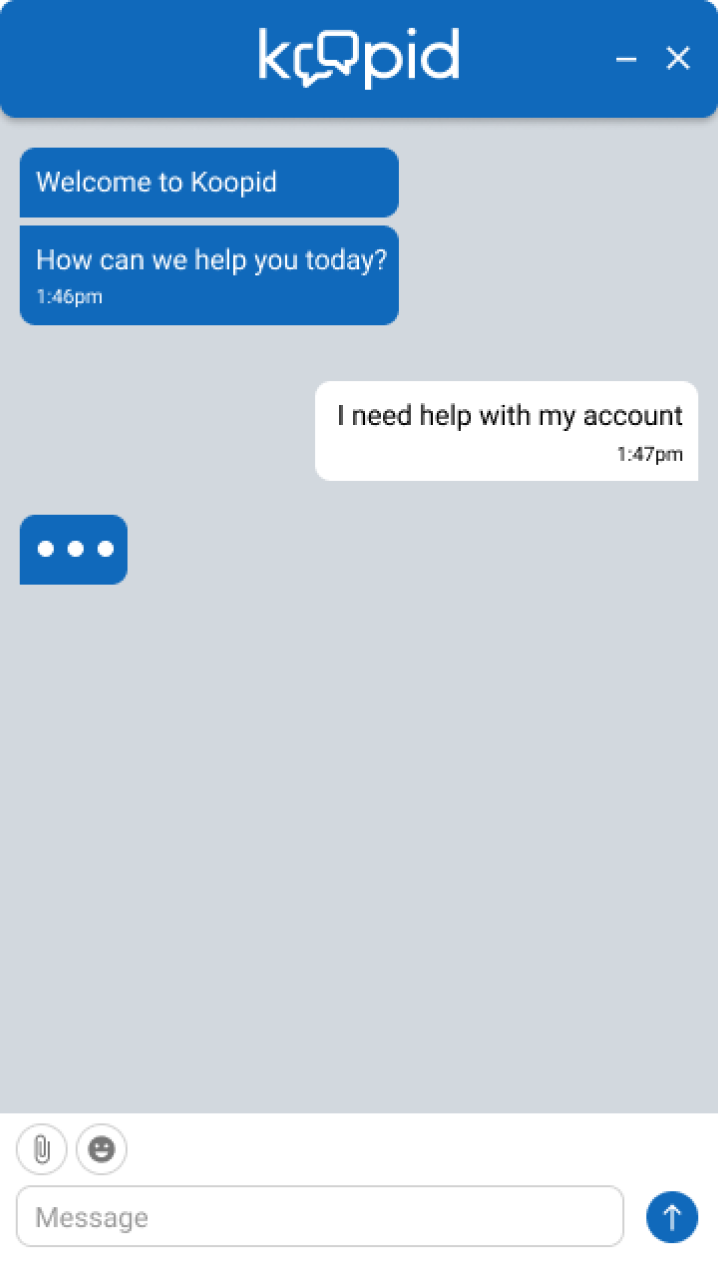 koopid
Welcome to Koopid
How can we help you today?
1:46pm
I need help with my account
1:47pm
Message